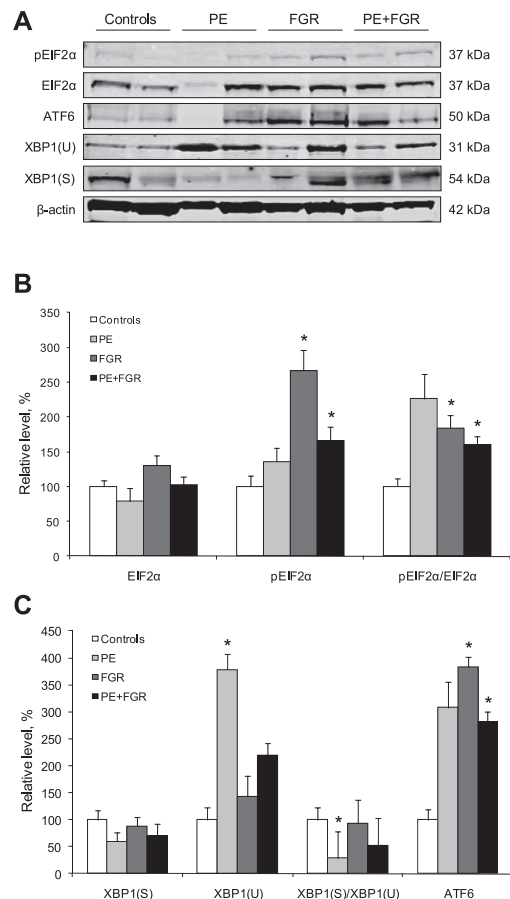 A
Controls PE FGR PE+FGR
pEIF2α 37 kDa
EIF2α 37 kDa
ATF6 50 kDa
XBP1(U) 31 kDa
XBP1(S) 54 kDa
β-actin 42 kDa
B
Relative level, %
350
300
250
200
150
100
50
0
Controls
PE
FGR
PE+FGR
* * * *
EIF2α pEIF2α pEIF2α/EIF2α
C
Relative level, %
450
400
350
300
250
200
150
100
50
0
Controls
PE
FGR
PE+FGR
* * * *
XBP1(S) XBP1(U) XBP1(S)/XBP1(U) ATF6